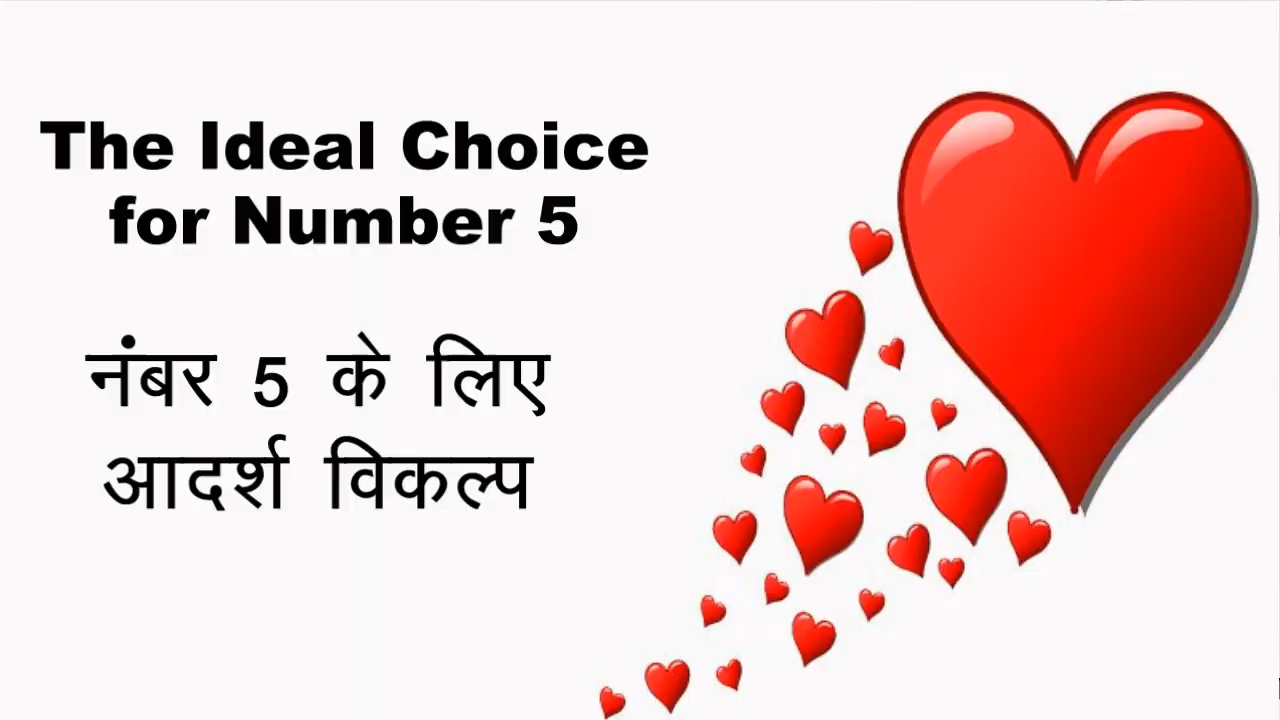 The Ideal Choice
for Number 5
नंबर 5 के लिए
आदर्श विकल्प